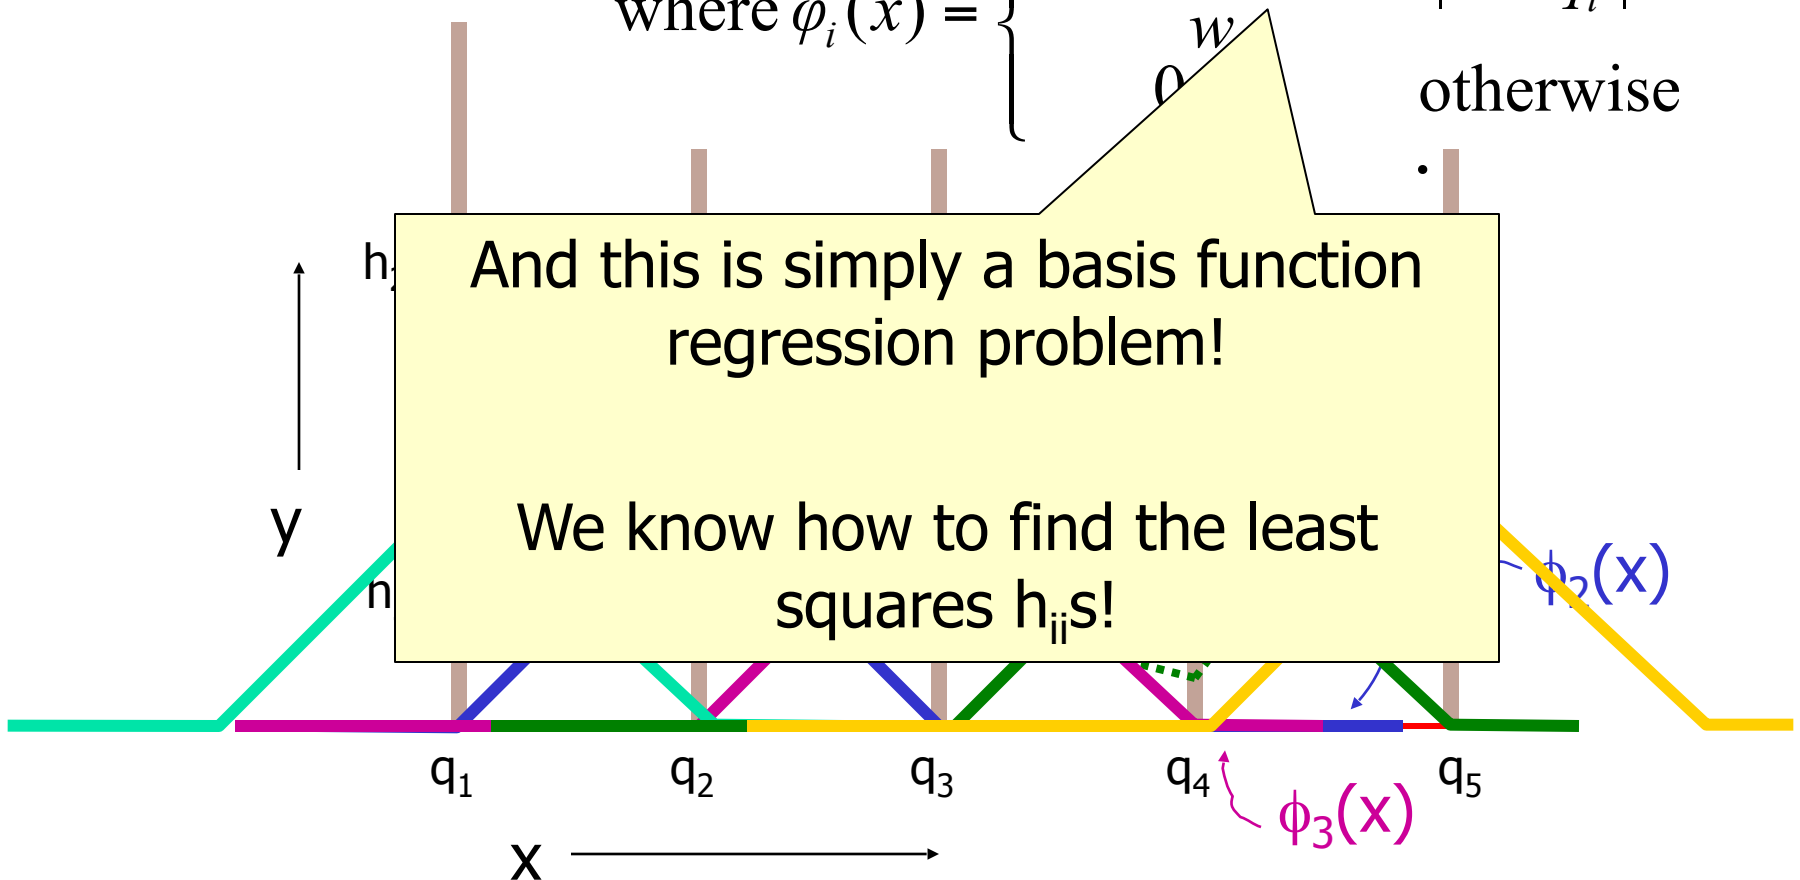 where φᵢ(x) = {
w
0
otherwise
.
h₂
And this is simply a basis function
regression problem!
We know how to find the least
squares hᵢᵢs!
y
ϕ₂(x)
q₁ q₂ q₃ q₄ q₅
ϕ₃(x)
x